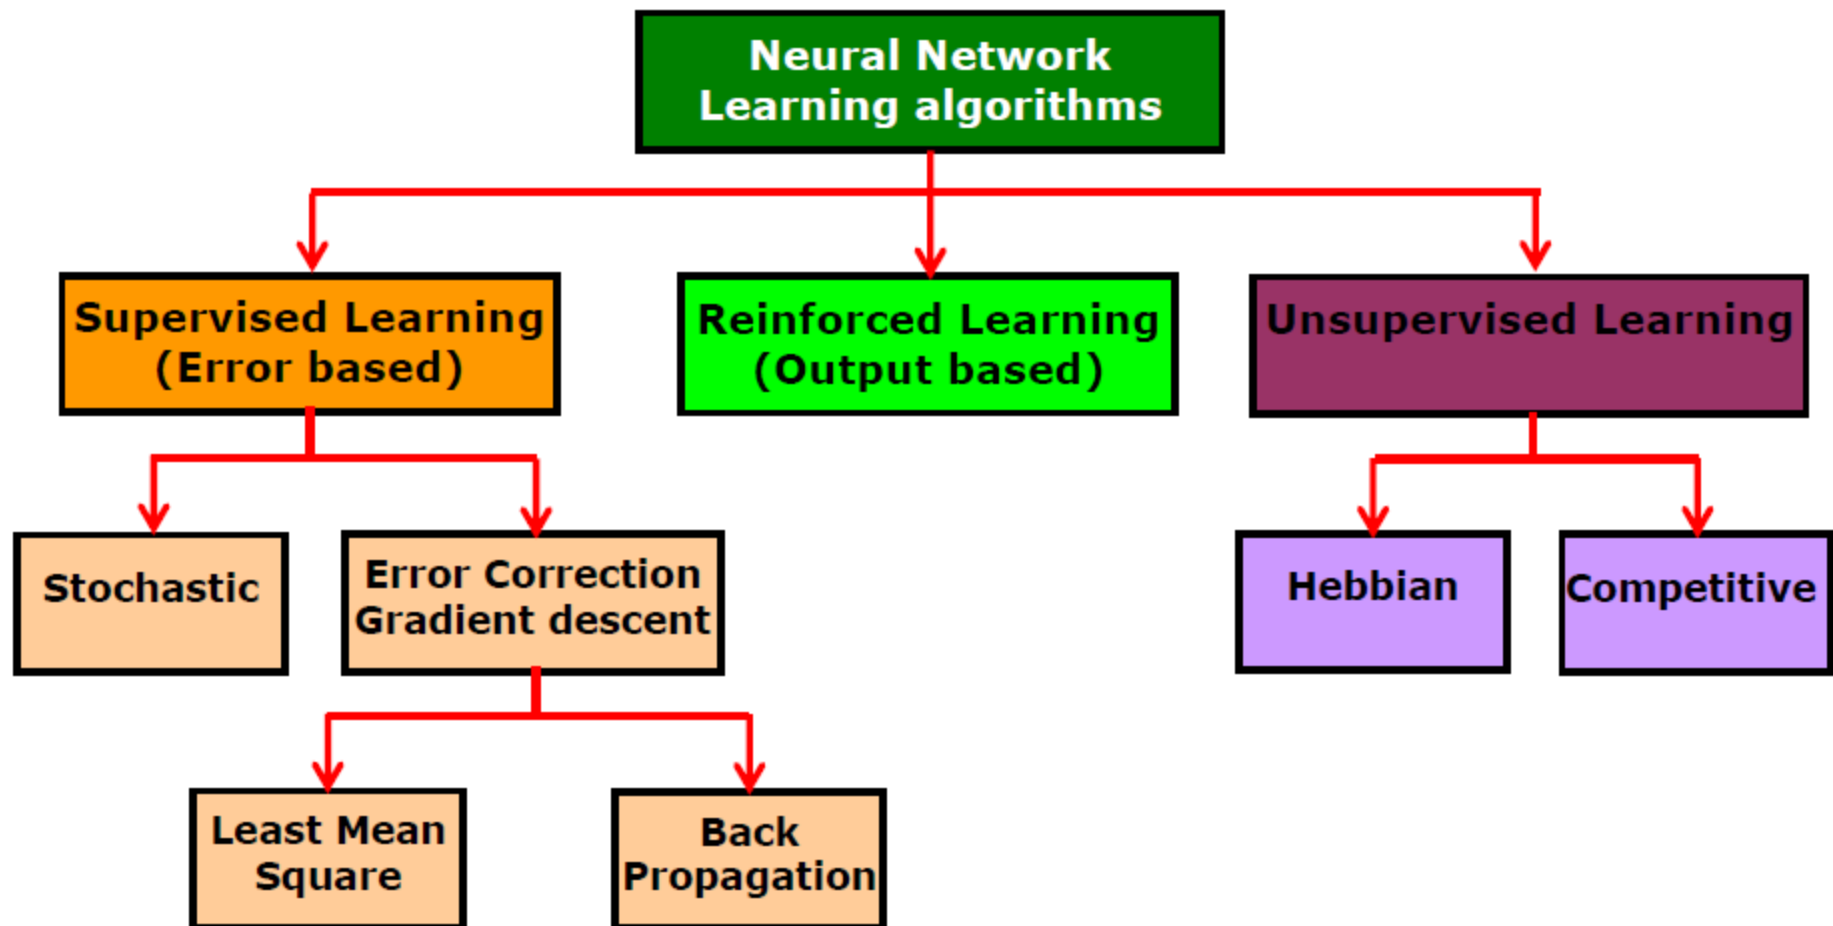 Neural Network
Learning algorithms
Supervised Learning
(Error based)
Reinforced Learning
(Output based)
Unsupervised Learning
Stochastic
Error Correction
Gradient descent
Hebbian
Competitive
Least Mean
Square
Back
Propagation